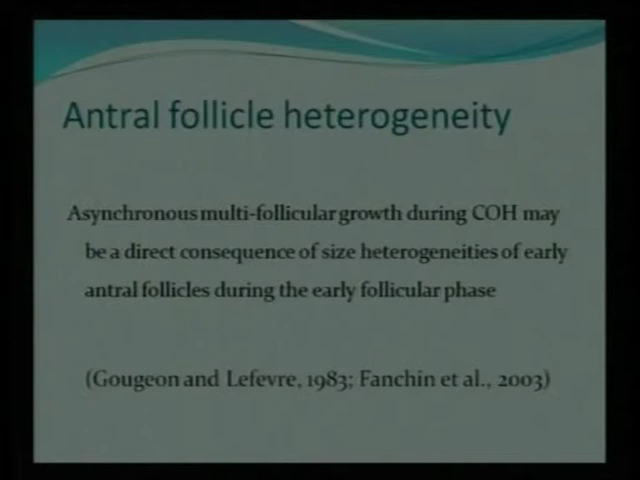 Antral follicle heterogeneity
Asynchronous multi-follicular growth during COH may
be a direct consequence of size heterogeneities of early
antral follicles during the early follicular phase
(Gougeon and Lefevre, 1983; Fanchin et al., 2003)